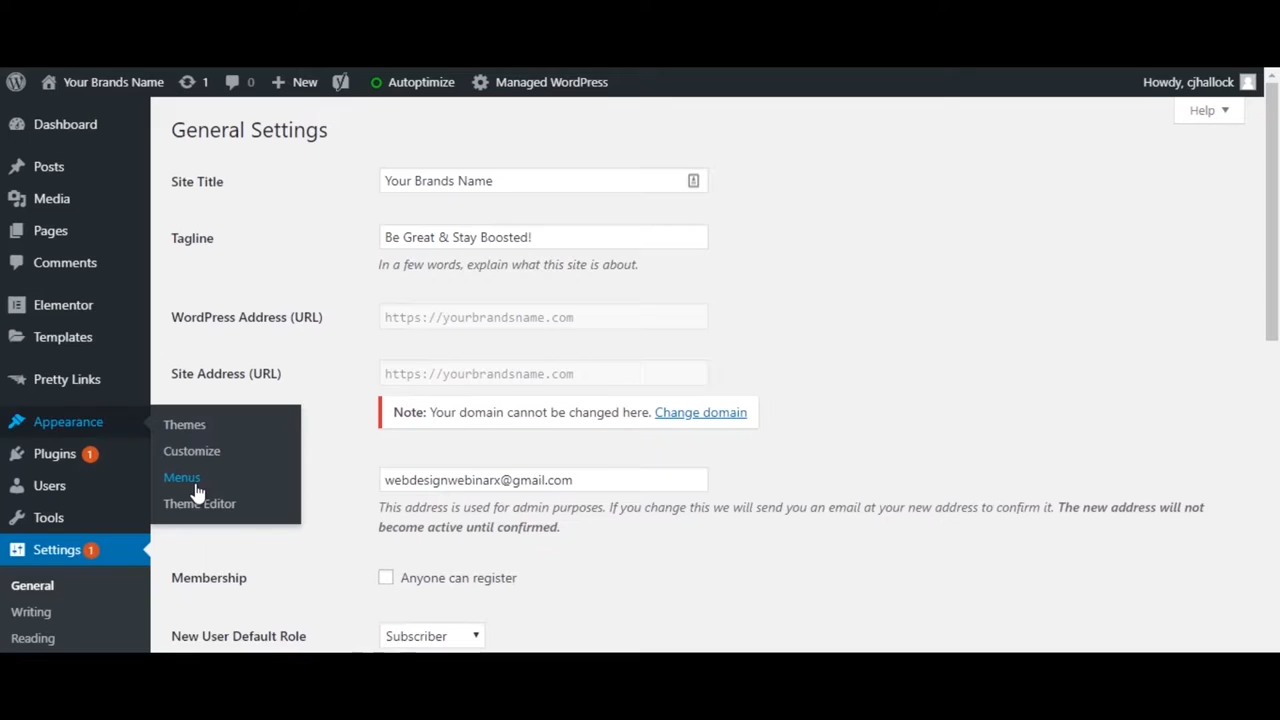 Your Brands Name 1 0 New Autoptimize Managed WordPress Howdy, cjhallock
Help
Dashboard
Posts
Media
Pages
Comments
Elementor
Templates
Pretty Links
Appearance
Plugins 1
Users
Tools
Settings 1
General
Writing
Reading
Themes
Customize
Menus
Theme Editor
General Settings
Site Title Your Brands Name
Tagline Be Great & Stay Boosted!
In a few words, explain what this site is about.
WordPress Address (URL) https://yourbrandsname.com
Site Address (URL) https://yourbrandsname.com
Note: Your domain cannot be changed here. Change domain
webdesignwebinarx@gmail.com
This address is used for admin purposes. If you change this we will send you an email at your new address to confirm it. The new address will not
become active until confirmed.
Membership Anyone can register
New User Default Role Subscriber